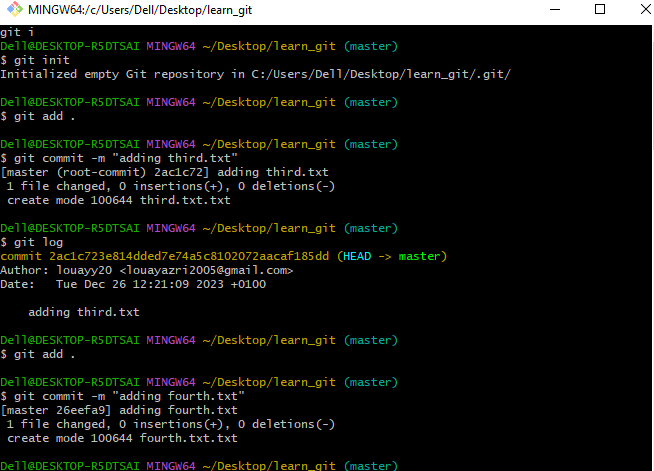 MINGW64:/c/Users/Dell/Desktop/learn_git
git i
Dell@DESKTOP-R5DTSAI MINGW64 ~/Desktop/learn_git (master)
$ git init
Initialized empty Git repository in C:/Users/Dell/Desktop/learn_git/.git/
Dell@DESKTOP-R5DTSAI MINGW64 ~/Desktop/learn_git (master)
$ git add .
Dell@DESKTOP-R5DTSAI MINGW64 ~/Desktop/learn_git (master)
$ git commit -m "adding third.txt"
[master (root-commit) 2ac1c72] adding third.txt
1 file changed, 0 insertions(+), 0 deletions(-)
create mode 100644 third.txt.txt
Dell@DESKTOP-R5DTSAI MINGW64 ~/Desktop/learn_git (master)
$ git log
commit 2ac1c723e814dded7e74a5c8102072aacaf185dd (HEAD -> master)
Author: louayy20 <louayazri2005@gmail.com>
Date:   Tue Dec 26 12:21:09 2023 +0100
adding third.txt
Dell@DESKTOP-R5DTSAI MINGW64 ~/Desktop/learn_git (master)
$ git add .
Dell@DESKTOP-R5DTSAI MINGW64 ~/Desktop/learn_git (master)
$ git commit -m "adding fourth.txt"
[master 26eefa9] adding fourth.txt
1 file changed, 0 insertions(+), 0 deletions(-)
create mode 100644 fourth.txt.txt
Dell@DESKTOP-R5DTSAI MINGW64 ~/Desktop/learn_git (master)